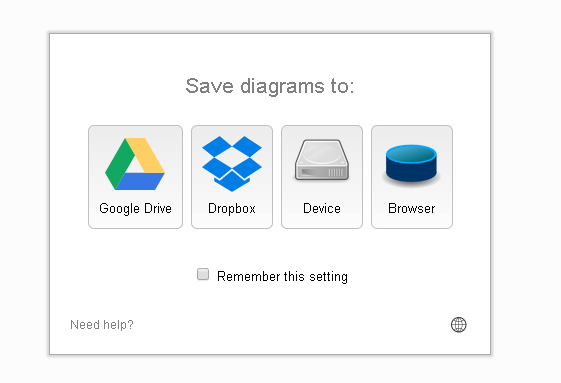 Save diagrams to:
Google Drive Dropbox Device Browser
Remember this setting
Need help?